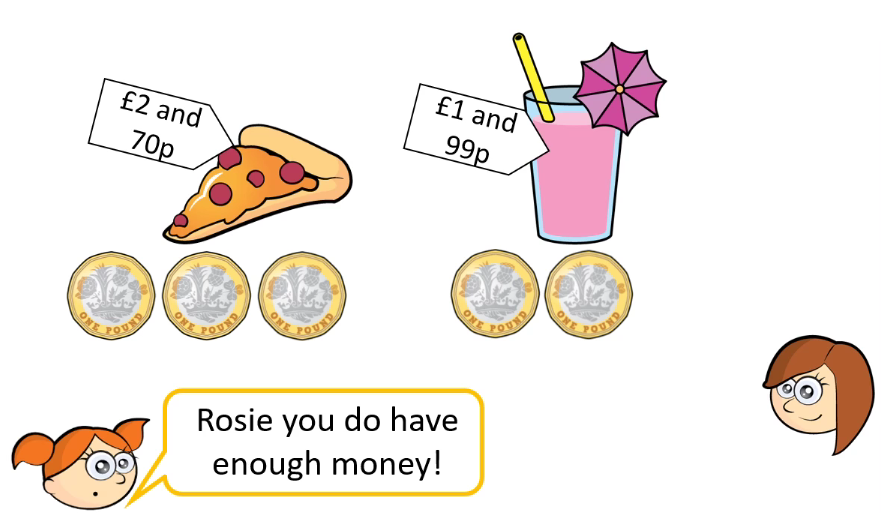 £2 and
70p
£1 and
99p
ONE POUND
ONE POUND
ONE POUND
ONE POUND
ONE POUND
Rosie you do have
enough money!